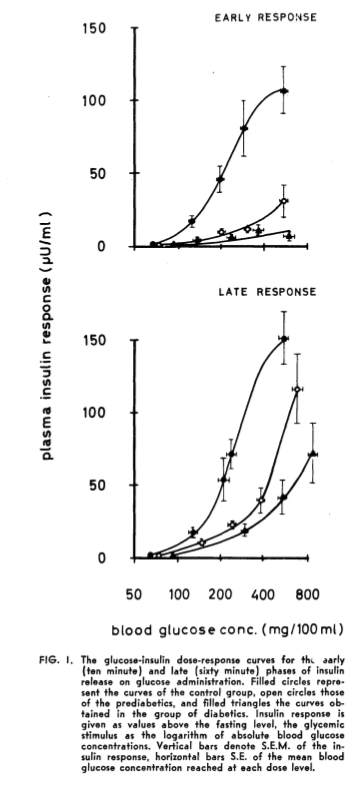 EARLY RESPONSE
150
100
50
0
LATE RESPONSE
150
100
50
0
plasma insulin response (µU/ml)
50 100 200 400 800
blood glucose conc. (mg/100 ml)
FIG. 1. The glucose-insulin dose-response curves for the early
(ten minute) and late (sixty minute) phases of insulin
release on glucose administration. Filled circles repre-
sent the curves of the control group, open circles those
of the prediabetics, and filled triangles the curves ob-
tained in the group of diabetics. Insulin response is
given as values above the fasting level, the glycemic
stimulus as the logarithm of absolute blood glucose
concentrations. Vertical bars denote S.E.M. of the in-
sulin response, horizontal bars S.E. of the mean blood
glucose concentration reached at each dose level.